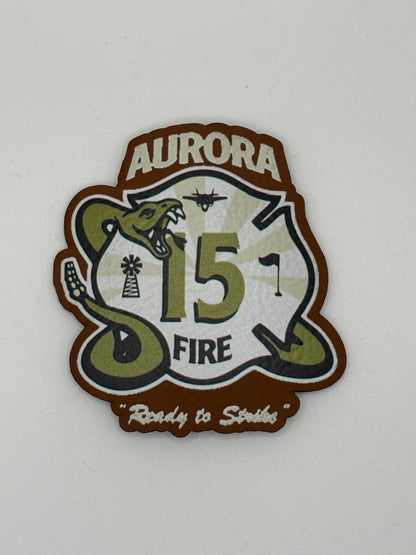 AURORA
15
FIRE
"Ready to Strike"